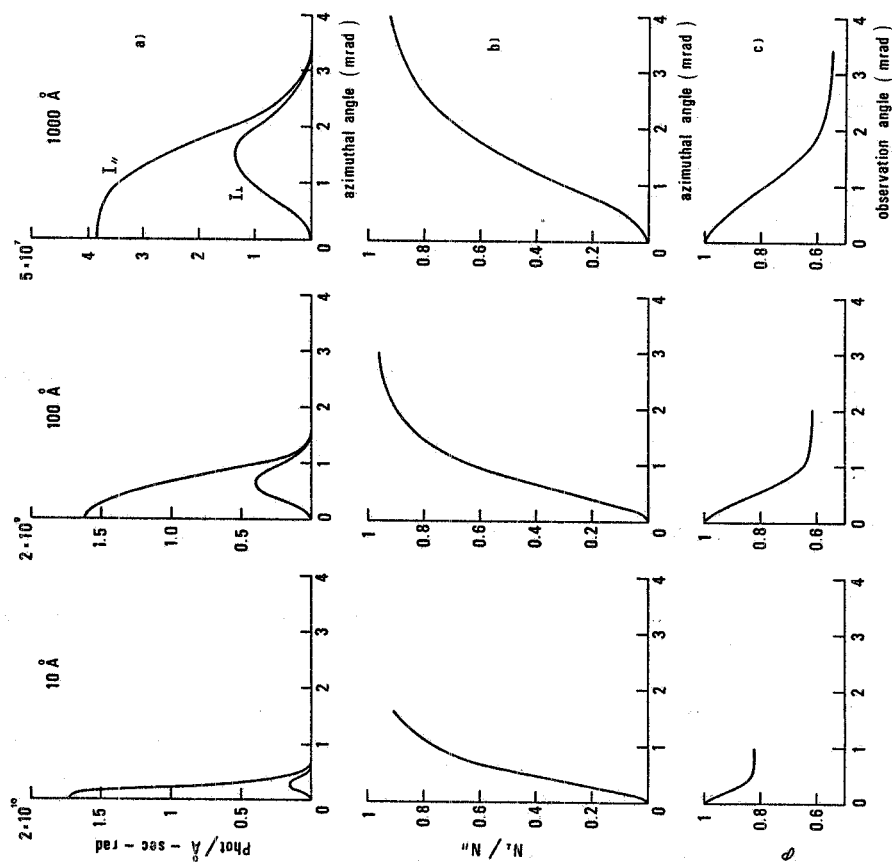 2×10¹⁰ 2×10⁹ 5×10⁷
10 Å 100 Å 1000 Å
4
1.5 1.5 I// a)
3
1.0 1.0
2
Phot/Å - sec - rad
0.5 0.5 I⊥
1
0 1 2 3 4 0 1 2 3 4 0 1 2 3 4
azimuthal angle (mrad)
1 1 1
0.8 0.8 0.8
0.6 0.6 0.6 b)
N⊥ / N//
0.4 0.4 0.4
0.2 0.2 0.2
0 1 2 3 4 0 1 2 3 4 0 1 2 3 4
azimuthal angle (mrad)
1 1 1
0.8 0.8 0.8 c)
P
0.6 0.6 0.6
0 1 2 3 4 0 1 2 3 4 0 1 2 3 4
observation angle (mrad)